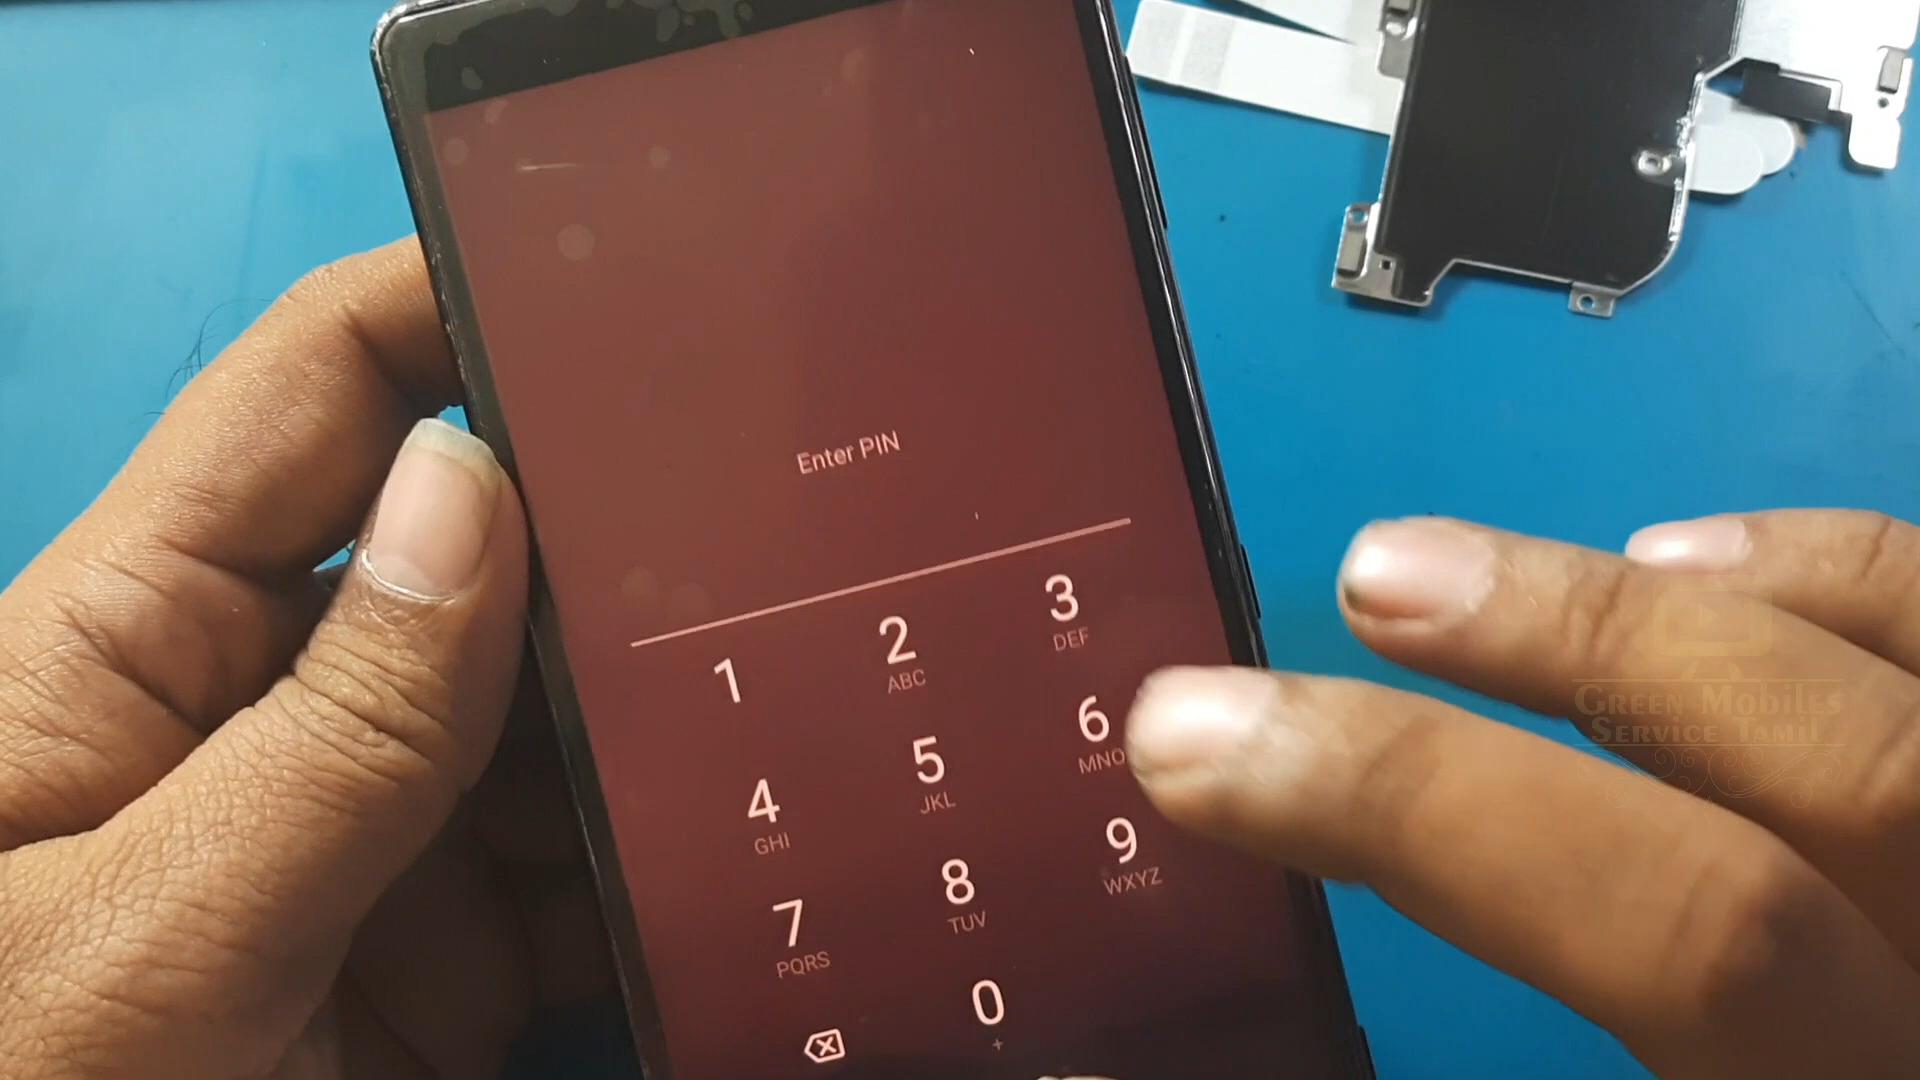 Enter PIN
1
2
ABC
3
DEF
4
GHI
5
JKL
6
MNO
7
PQRS
8
TUV
9
WXYZ
0
+
Green Mobiles
Service Tamil